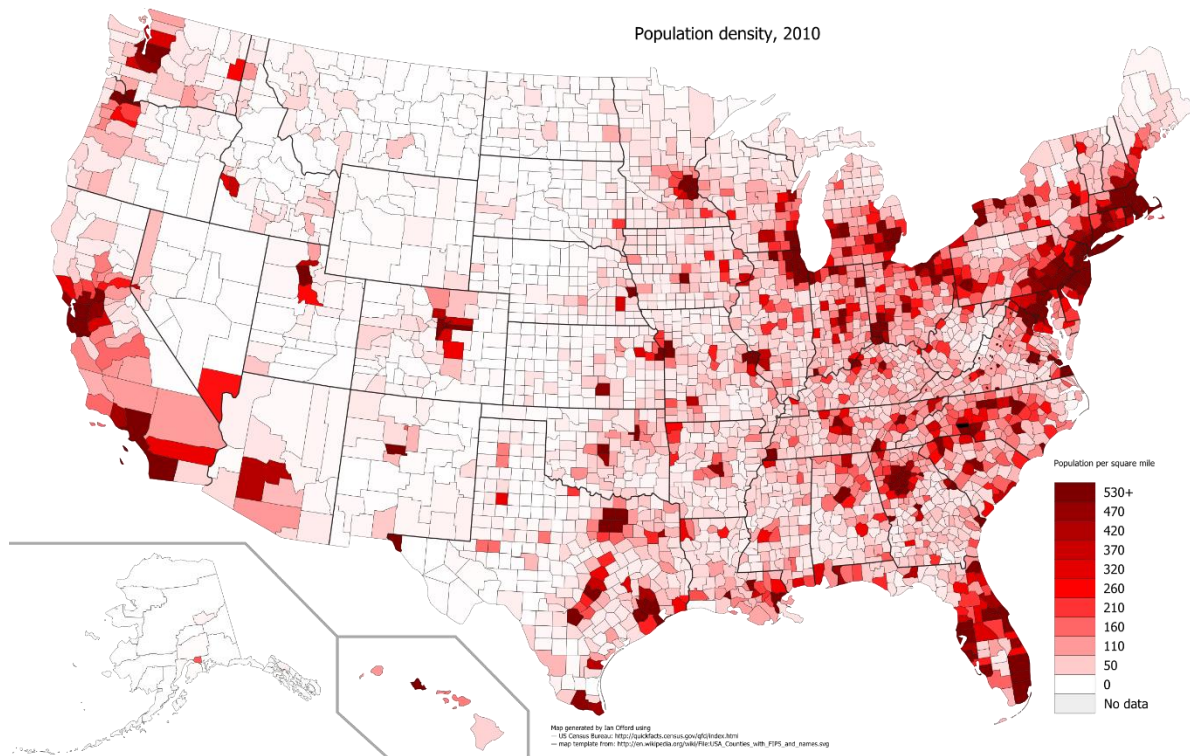 Population density, 2010
Population per square mile
530+
470
420
370
320
260
210
160
110
50
0
No data
Map generated by Ian Offord using
-- US Census Bureau: http://quickfacts.census.gov/qfd/index.html
-- map template from: http://en.wikipedia.org/wiki/File:USA_Counties_with_FIPS_and_names.svg